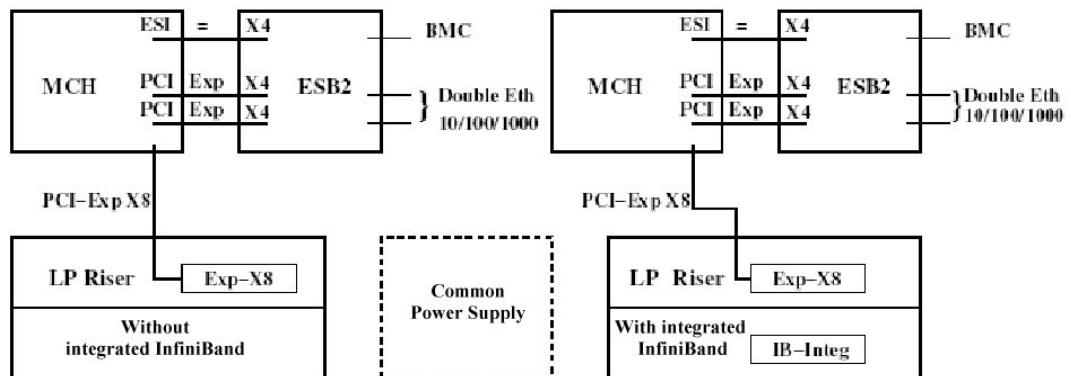 ESI = X4
BMC
MCH
PCI Exp X4
ESB2
PCI Exp X4
} Double Eth
10/100/1000
PCI–Exp X8
LP Riser
Exp–X8
Without
integrated InfiniBand
Common
Power Supply
ESI = X4
BMC
MCH
PCI Exp X4
ESB2
PCI Exp X4
} Double Eth
10/100/1000
PCI–Exp X8
LP Riser
Exp–X8
With integrated
InfiniBand
IB–Integ